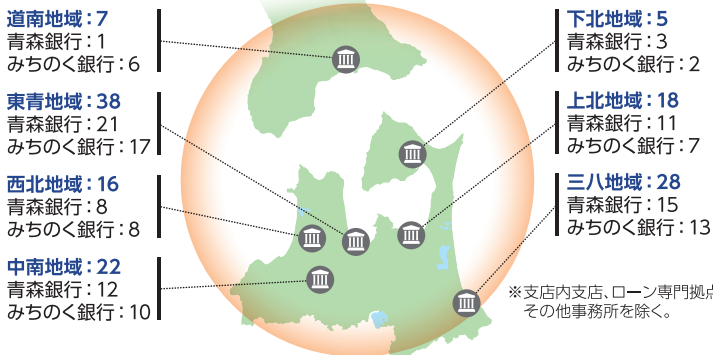 道南地域：7
青森銀行：1
みちのく銀行：6
東青地域：38
青森銀行：21
みちのく銀行：17
西北地域：16
青森銀行：8
みちのく銀行：8
中南地域：22
青森銀行：12
みちのく銀行：10
下北地域：5
青森銀行：3
みちのく銀行：2
上北地域：18
青森銀行：11
みちのく銀行：7
三八地域：28
青森銀行：15
みちのく銀行：13
※支店内支店、ローン専門拠点
その他事務所を除く。